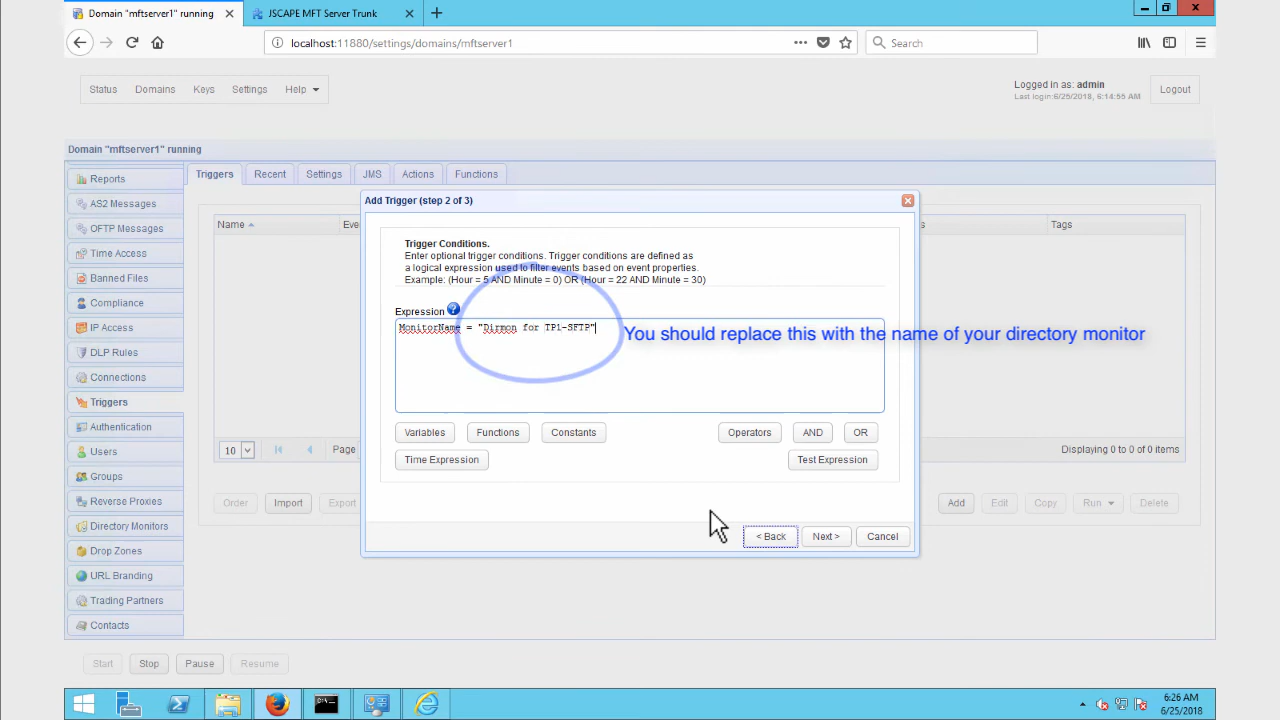 Domain "mftserver1" running
JSCAPE MFT Server Trunk
localhost:11880/settings/domains/mftserver1
Search
Status Domains Keys Settings Help
Logged in as: admin
Last login:6/25/2018, 6:14:55 AM
Logout
Domain "mftserver1" running
Reports
AS2 Messages
OFTP Messages
Time Access
Banned Files
Compliance
IP Access
DLP Rules
Connections
Triggers
Authentication
Users
Groups
Reverse Proxies
Directory Monitors
Drop Zones
URL Branding
Trading Partners
Contacts
Triggers Recent Settings JMS Actions Functions
Name
Tags
Add Trigger (step 2 of 3)
Trigger Conditions.
Enter optional trigger conditions. Trigger conditions are defined as
a logical expression used to filter events based on event properties.
Example: (Hour = 5 AND Minute = 0) OR (Hour = 22 AND Minute = 30)
Expression
MonitorName = "Dirmon for TP1-SFTP"
You should replace this with the name of your directory monitor
Variables Functions Constants Operators AND OR
Time Expression Test Expression
< Back Next > Cancel
10 Page
Displaying 0 to 0 of 0 items
Order Import Export Add Edit Copy Run Delete
Start Stop Pause Resume
6:26 AM
6/25/2018